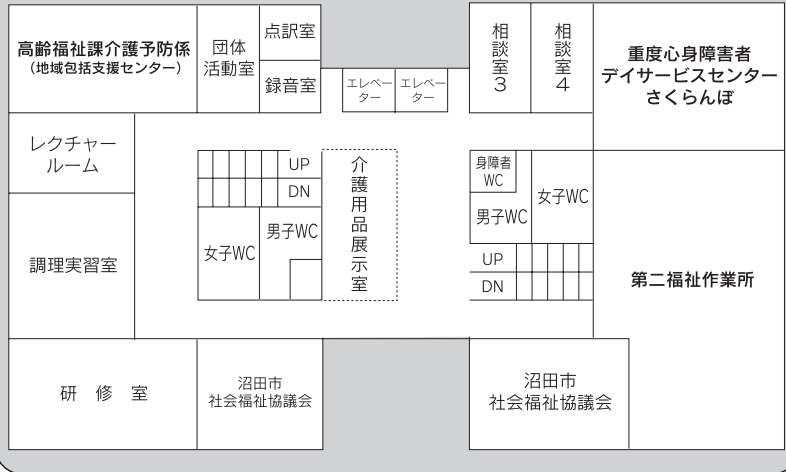 高齢福祉課介護予防係
（地域包括支援センター）
団体
活動室
点訳室
録音室
エレベー
ター
エレベー
ター
相談室３
相談室４
重度心身障害者
デイサービスセンター
さくらんぼ
レクチャー
ルーム
調理実習室
UP
DN
女子WC
男子WC
介護用品展示室
身障者
WC
男子WC
女子WC
UP
DN
第二福祉作業所
研 修 室
沼田市
社会福祉協議会
沼田市
社会福祉協議会